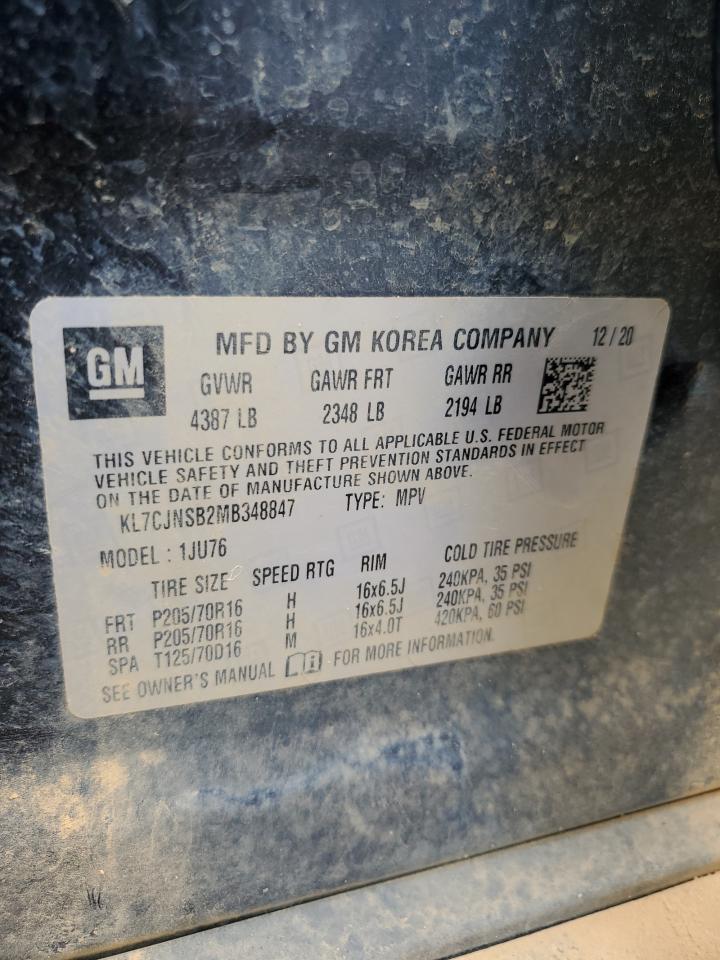 GM
MFD BY GM KOREA COMPANY 12/20
GVWR GAWR FRT GAWR RR
4387 LB 2348 LB 2194 LB
THIS VEHICLE CONFORMS TO ALL APPLICABLE U.S. FEDERAL MOTOR
VEHICLE SAFETY AND THEFT PREVENTION STANDARDS IN EFFECT
ON THE DATE OF MANUFACTURE SHOWN ABOVE.
KL7CJNSB2MB348847 TYPE: MPV
MODEL : 1JU76
TIRE SIZE SPEED RTG RIM COLD TIRE PRESSURE
FRT P205/70R16 H 16x6.5J 240KPA, 35 PSI
RR P205/70R16 H 16x6.5J 240KPA, 35 PSI
SPA T125/70D16 M 16x4.0T 420KPA, 60 PSI
SEE OWNER'S MANUAL FOR MORE INFORMATION.